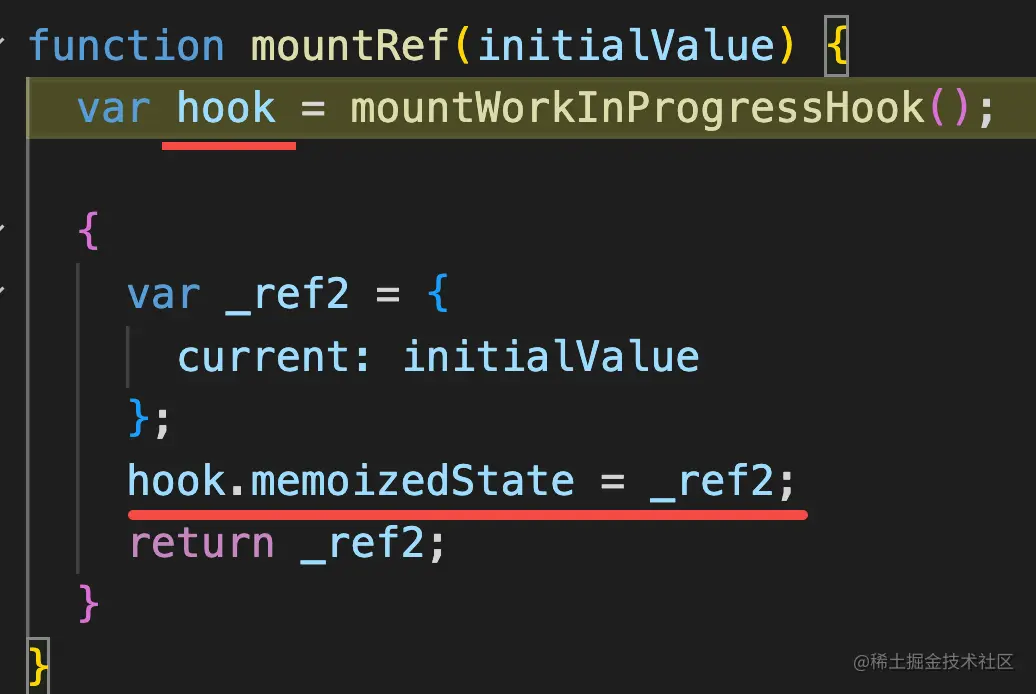 function mountRef(initialValue) {
var hook = mountWorkInProgressHook();
{
var _ref2 = {
current: initialValue
};
hook.memoizedState = _ref2;
return _ref2;
}
}
@稀土掘金技术社区